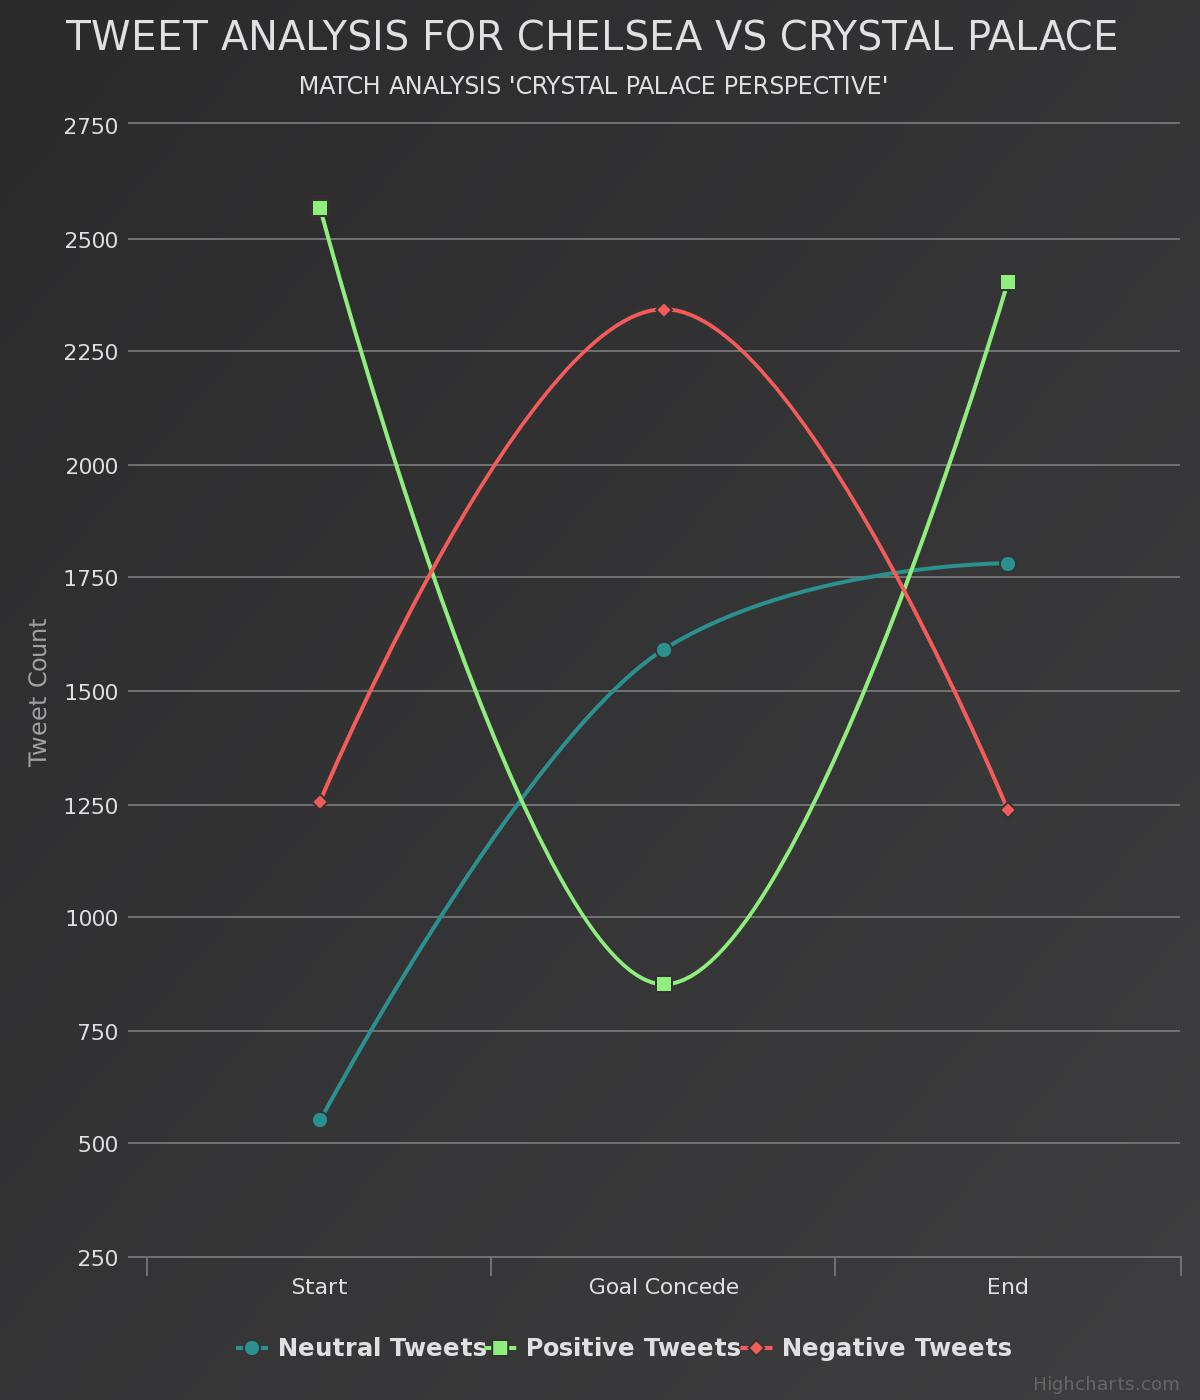 TWEET ANALYSIS FOR CHELSEA VS CRYSTAL PALACE
MATCH ANALYSIS 'CRYSTAL PALACE PERSPECTIVE'
Tweet Count
2750
2500
2250
2000
1750
1500
1250
1000
750
500
250
Start Goal Concede End
Neutral Tweets Positive Tweets Negative Tweets
Highcharts.com